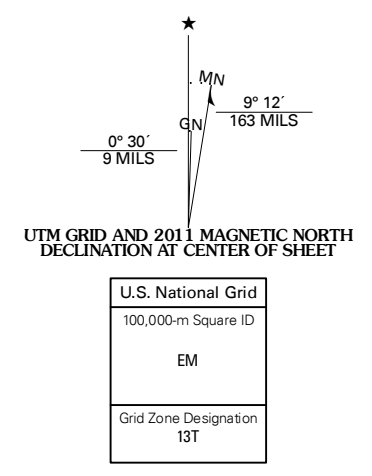 ★
MN
GN
9° 12´
163 MILS
0° 30´
9 MILS
UTM GRID AND 2011 MAGNETIC NORTH
DECLINATION AT CENTER OF SHEET
U.S. National Grid
100,000-m Square ID
EM
Grid Zone Designation
13T